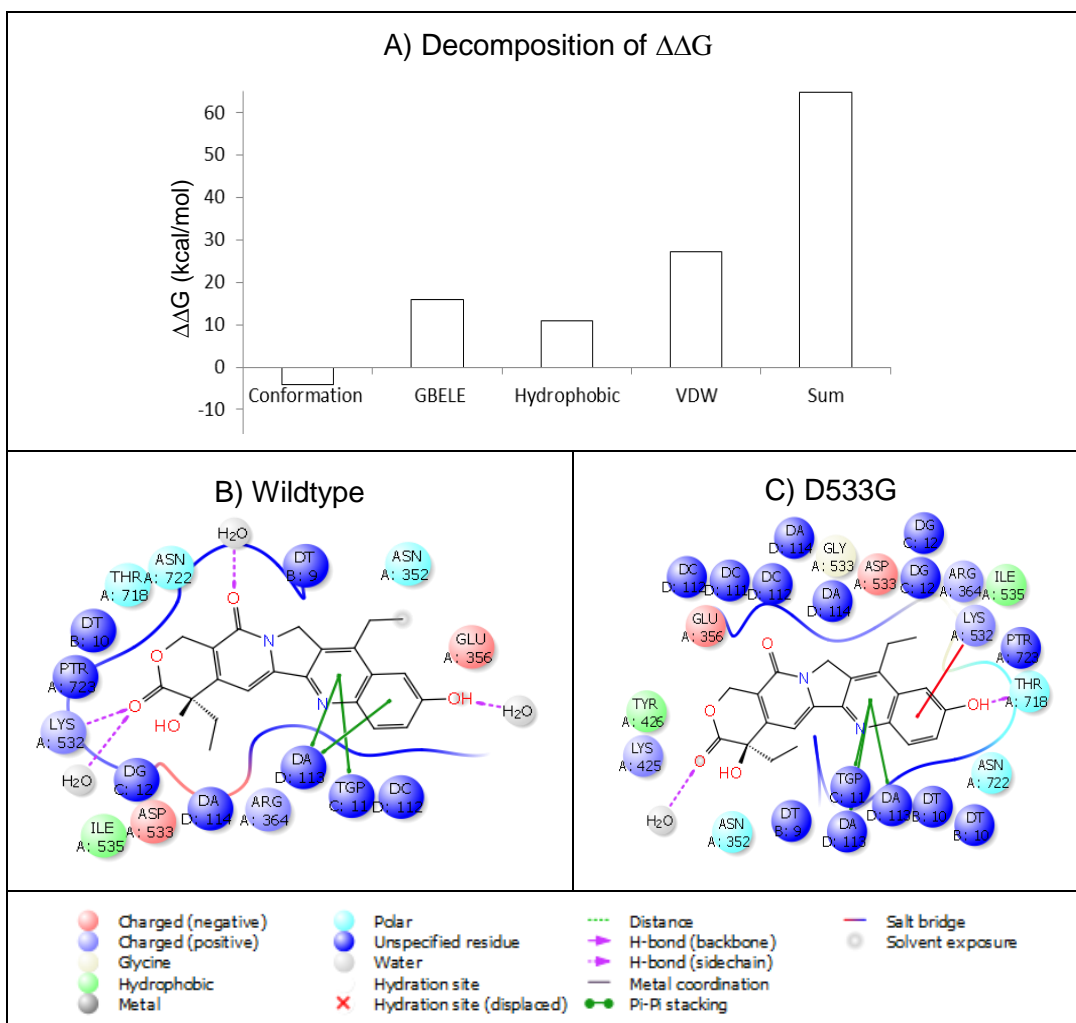 A) Decomposition of ΔΔG
ΔΔG (kcal/mol)
60
50
40
30
20
10
0
-10
Conformation GBELE Hydrophobic VDW Sum
B) Wildtype
H₂O
DT
B: 9
ASN
A: 352
ASN
A: 722
THR
A: 718
DT
B: 10
PTR
A: 723
LYS
A: 532
H₂O
DG
C: 12
ILE
A: 535
ASP
A: 533
DA
D: 114
ARG
A: 364
DA
D: 113
TGP
C: 11
DC
D: 112
GLU
A: 356
H₂O
O
O
O
N
N
HO
OH
C) D533G
DG
C: 12
DA
D: 114
GLY
A: 533
ASP
A: 533
DG
C: 12
ARG
A: 364
ILE
A: 535
DC
D: 112
DC
D: 111
DC
D: 112
DA
D: 114
GLU
A: 356
LYS
A: 532
PTR
A: 723
THR
A: 718
TYR
A: 426
LYS
A: 425
ASN
A: 722
H₂O
ASN
A: 352
DT
B: 9
TGP
C: 11
DA
D: 113
DA
D: 113
DT
B: 10
DT
B: 10
O
O
O
N
N
HO
OH
Charged (negative)
Charged (positive)
Glycine
Hydrophobic
Metal
Polar
Unspecified residue
Water
Hydration site
Hydration site (displaced)
Distance
H-bond (backbone)
H-bond (sidechain)
Metal coordination
Pi-Pi stacking
Salt bridge
Solvent exposure